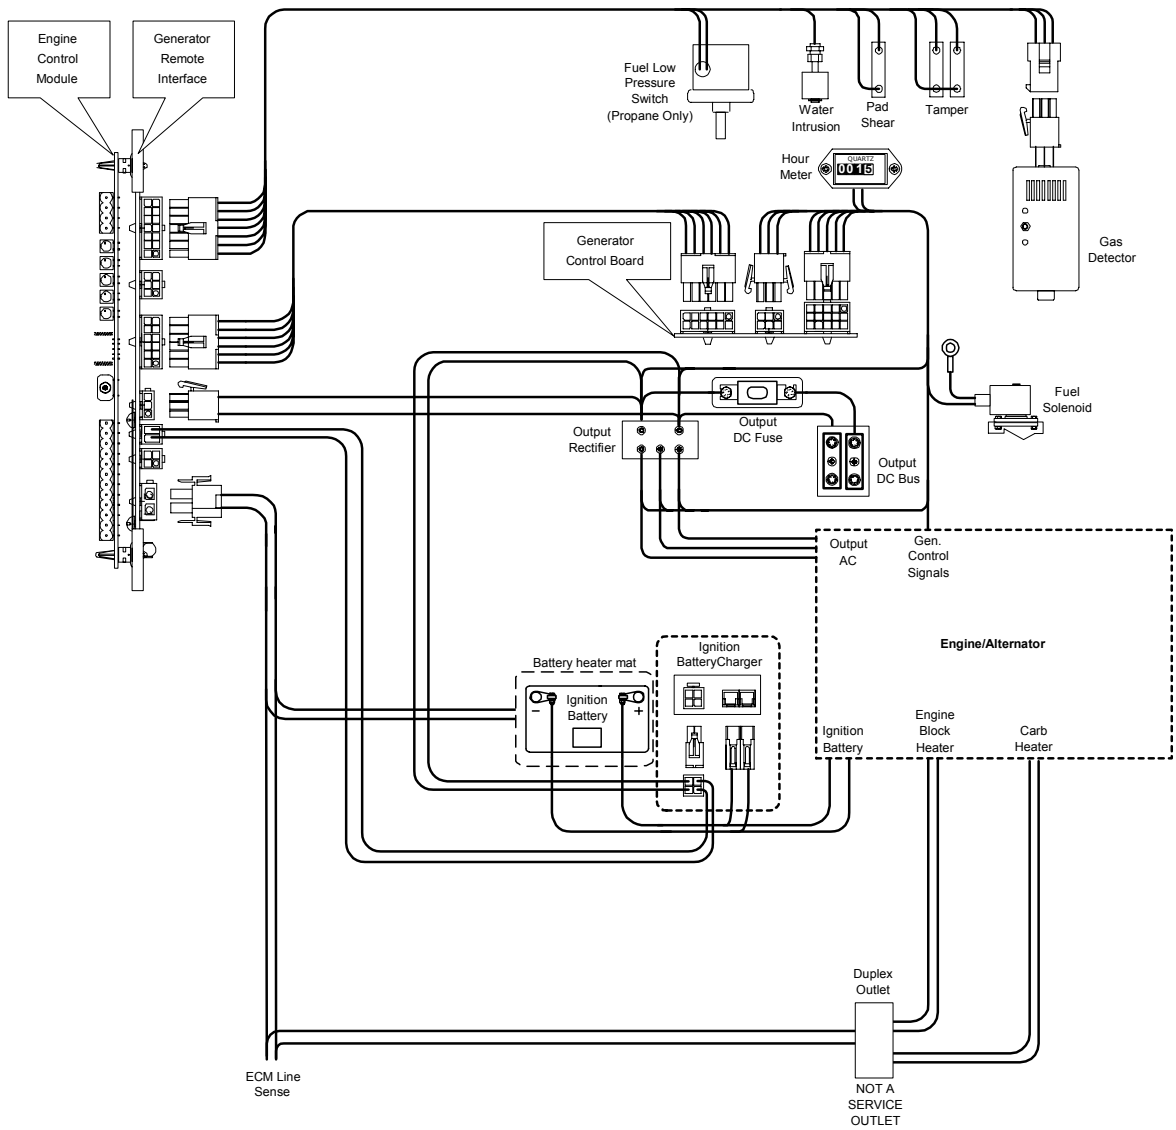 Engine
Control
Module
Generator
Remote
Interface
Fuel Low
Pressure
Switch
(Propane Only)
Water
Intrusion
Pad
Shear
Tamper
Hour
Meter
QUARTZ
0015
Gas
Detector
Generator
Control Board
Fuel
Solenoid
Output
DC Fuse
Output
Rectifier
Output
DC Bus
Output
AC
Gen.
Control
Signals
Engine/Alternator
Ignition
BatteryCharger
Battery heater mat
Ignition
Battery
−
+
Ignition
Battery
Engine
Block
Heater
Carb
Heater
Duplex
Outlet
ECM Line
Sense
NOT A
SERVICE
OUTLET